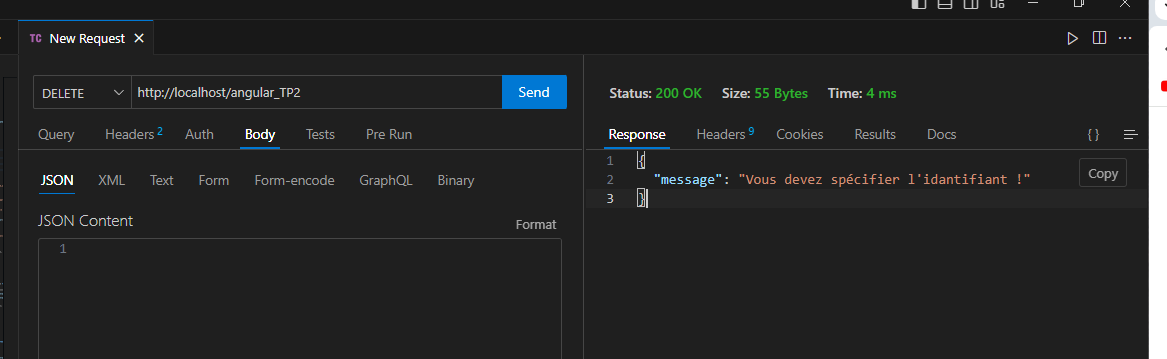 TC New Request
DELETE http://localhost/angular_TP2 Send
Query Headers 2 Auth Body Tests Pre Run
JSON XML Text Form Form-encode GraphQL Binary
JSON Content Format
1
Status: 200 OK Size: 55 Bytes Time: 4 ms
Response Headers 9 Cookies Results Docs { }
1 {
2 "message": "Vous devez spécifier l'idantifiant !"
3 }
Copy